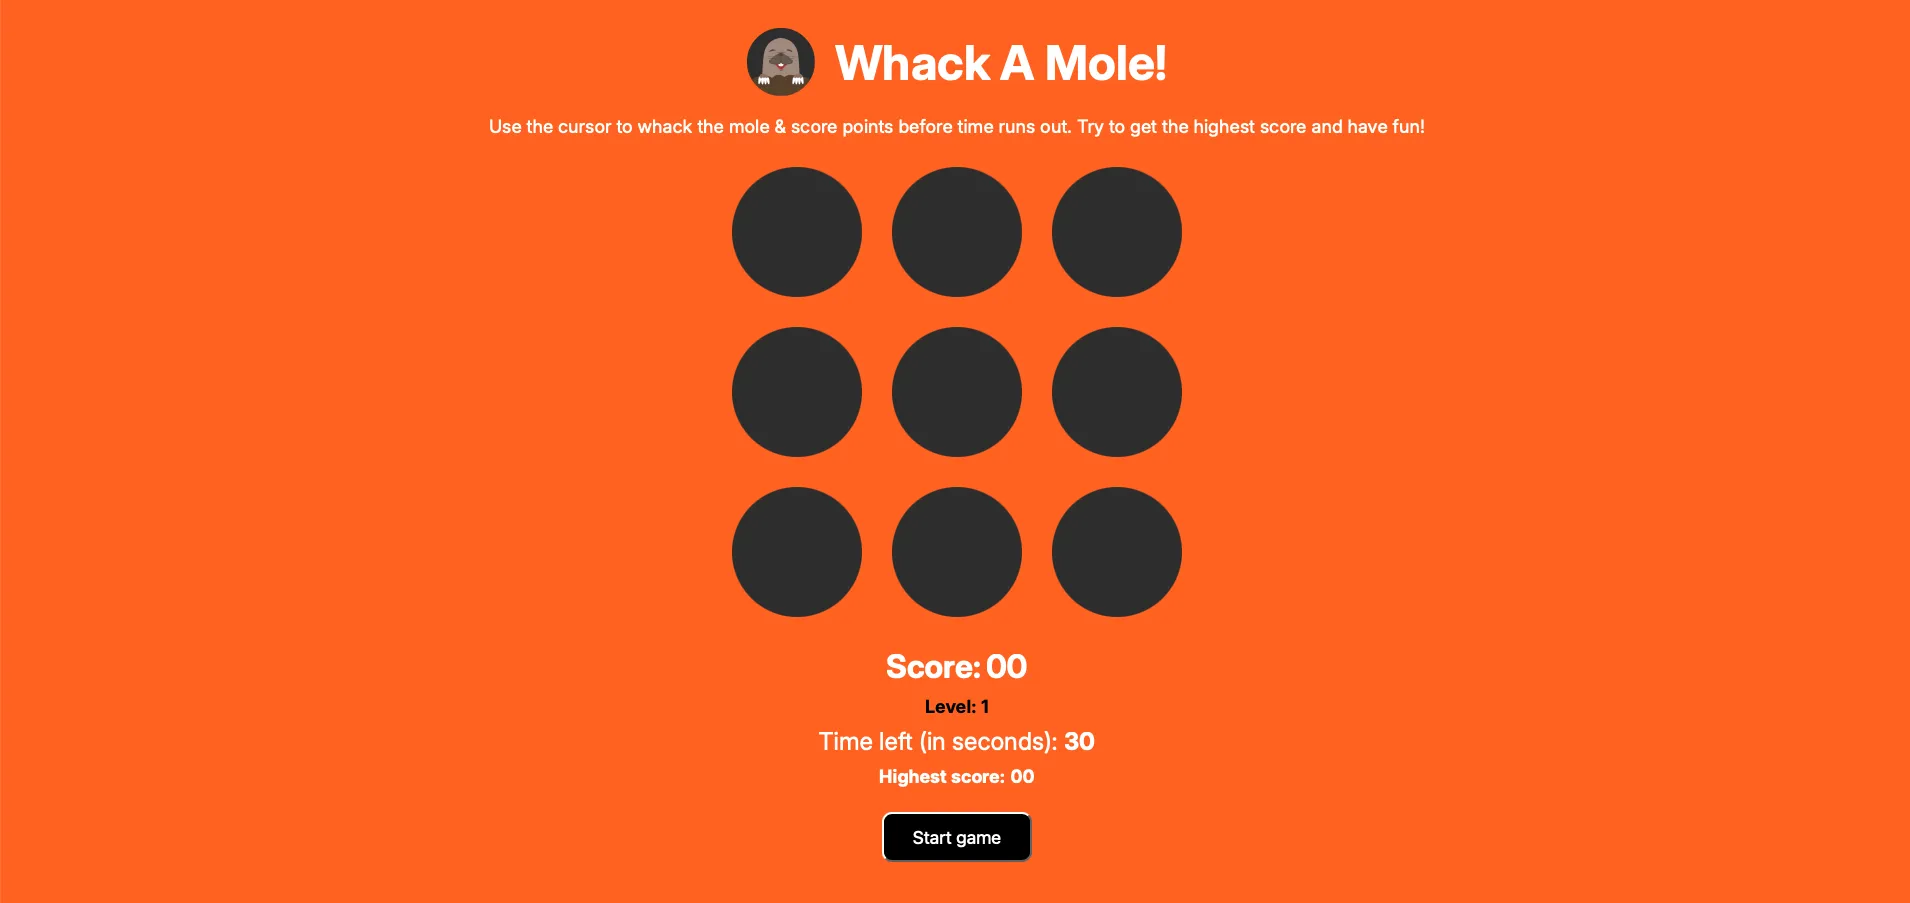 Whack A Mole!
Use the cursor to whack the mole & score points before time runs out. Try to get the highest score and have fun!
Score: 00
Level: 1
Time left (in seconds): 30
Highest score: 00
Start game